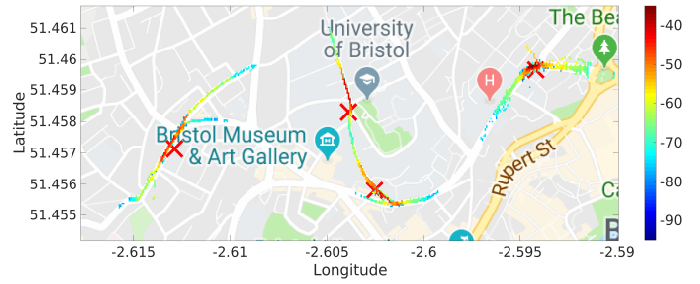 51.461
51.46
51.459
51.458
51.457
51.456
51.455
Latitude
University
of Bristol
The Bea
H
Bristol Museum
& Art Gallery
Rupert St
Ca
B
-2.615
-2.61
-2.605
-2.6
-2.595
-2.59
Longitude
-40
-50
-60
-70
-80
-90